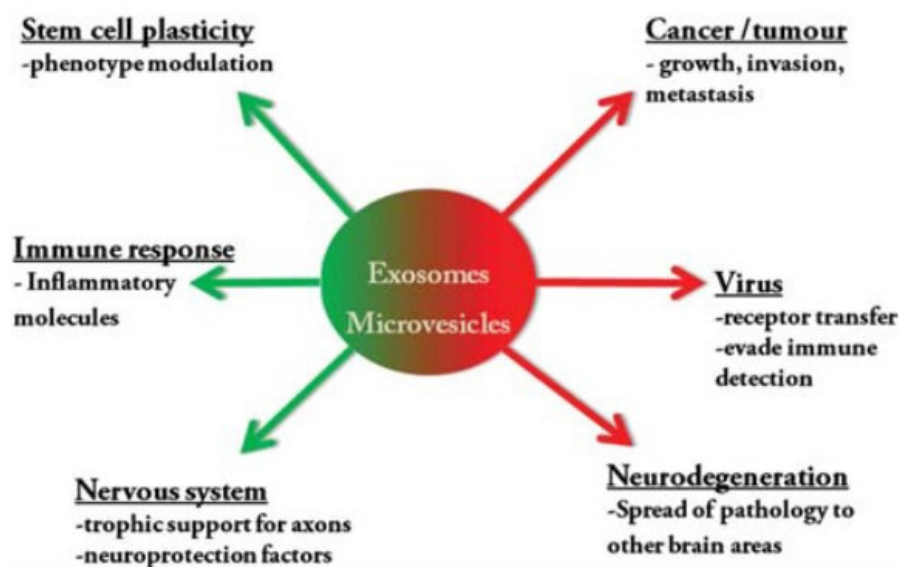 Stem cell plasticity
-phenotype modulation
Cancer /tumour
- growth, invasion,
metastasis
Immune response
- Inflammatory
molecules
Exosomes
Microvesicles
Virus
-receptor transfer
-evade immune
detection
Nervous system
-trophic support for axons
-neuroprotection factors
Neurodegeneration
-Spread of pathology to
other brain areas